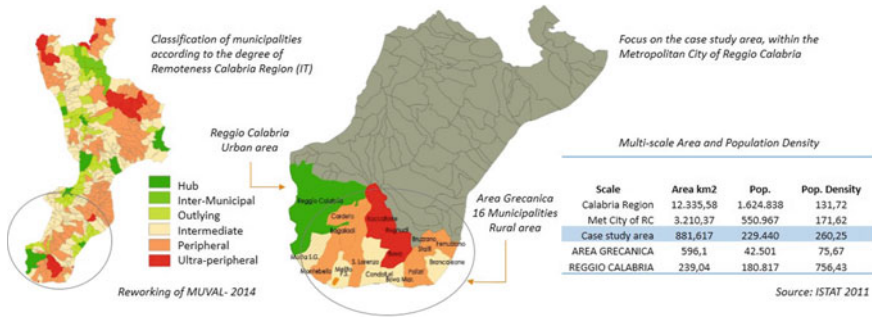 Classification of municipalities
according to the degree of
Remoteness Calabria Region (IT)
Focus on the case study area, within the
Metropolitan City of Reggio Calabria
Reggio Calabria
Urban area
Hub
Inter-Municipal
Outlying
Intermediate
Peripheral
Ultra-peripheral
Reworking of MUVAL- 2014
Area Grecanica
16 Municipalities
Rural area
Reggio Calabria
Cardeto
Roccaforte
Bagaladi
Roghudi
Bruzzano
Staiti
Ferruzzano
Motta S.G.
Montebello
Melito
P.S.
S. Lorenzo
Condofuri
Bova
Bova Mar.
Palizzi
Brancaleone
Multi-scale Area and Population Density
Scale Area km2 Pop. Pop. Density
Calabria Region 12.335,58 1.624.838 131,72
Met City of RC 3.210,37 550.967 171,62
Case study area 881,617 229.440 260,25
AREA GRECANICA 596,1 42.501 75,67
REGGIO CALABRIA 239,04 180.817 756,43
Source: ISTAT 2011